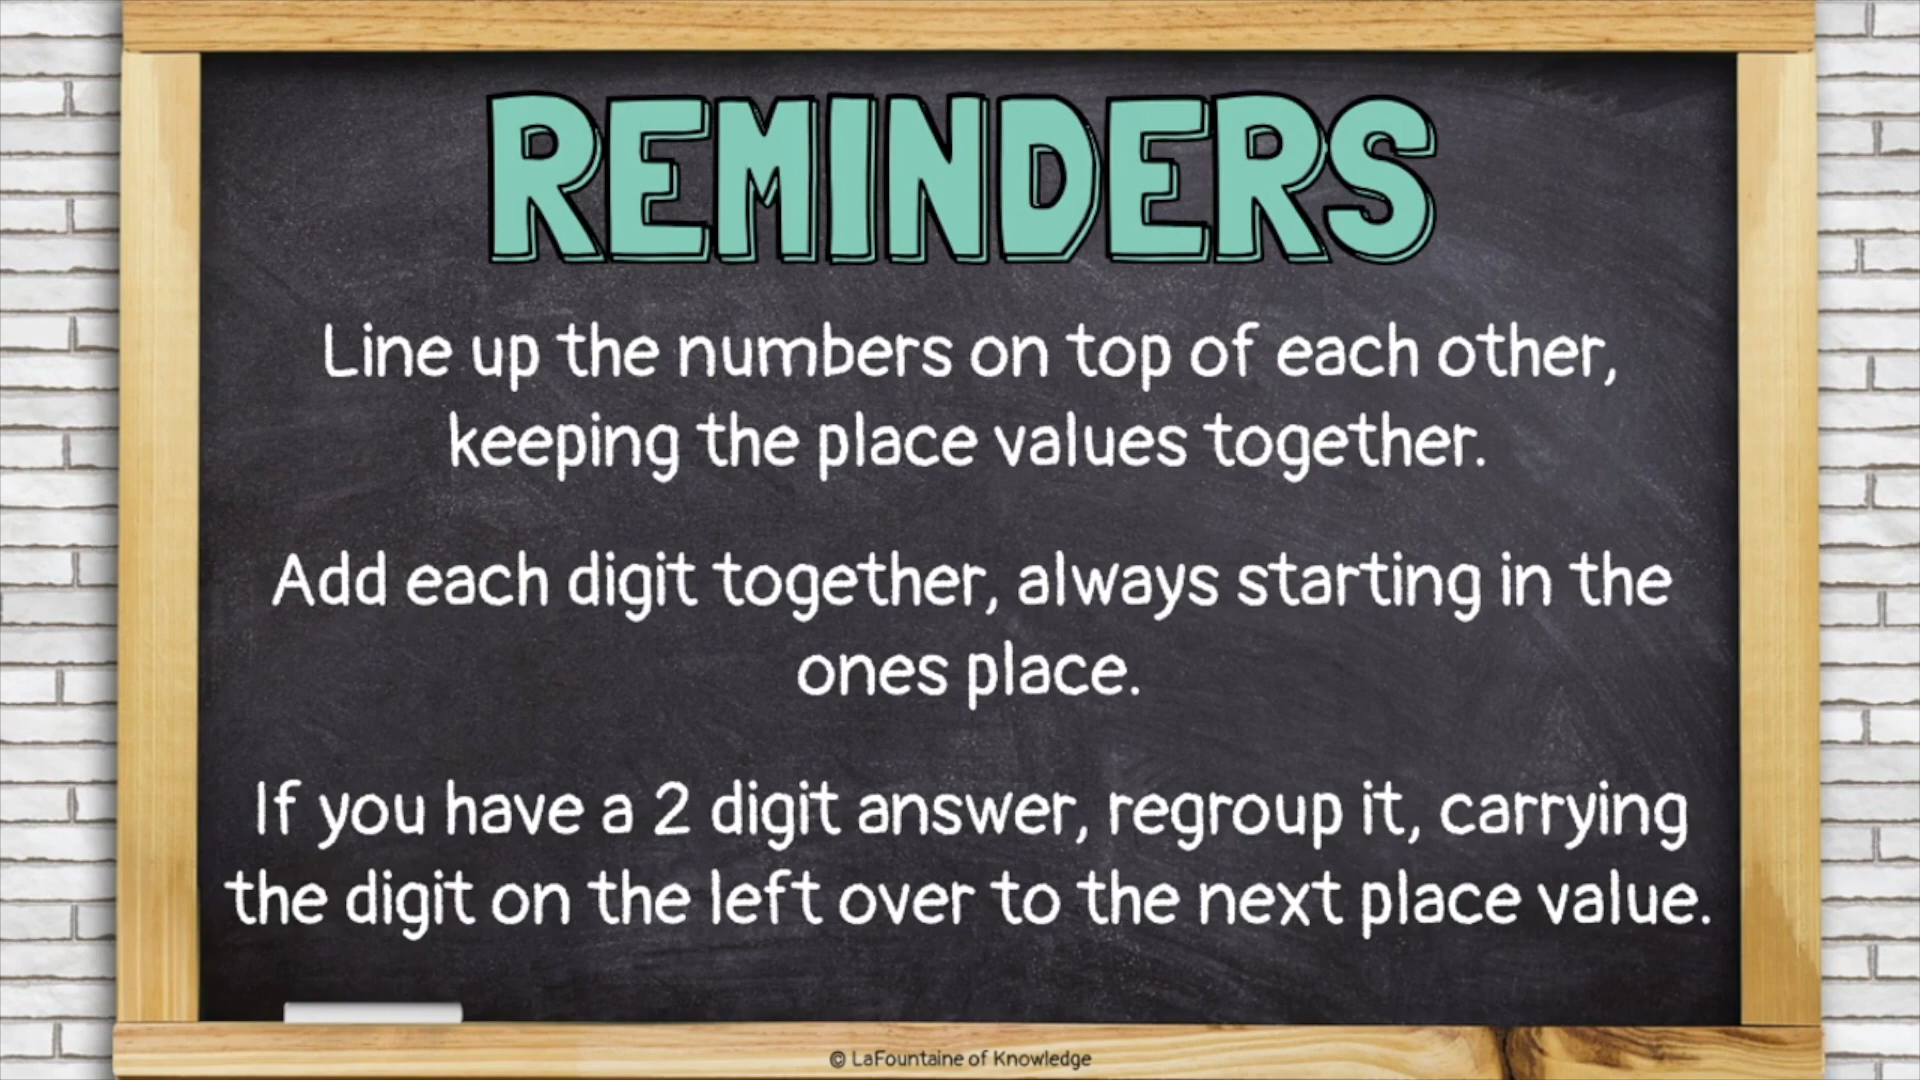 REMINDERS
Line up the numbers on top of each other,
keeping the place values together.
Add each digit together, always starting in the
ones place.
If you have a 2 digit answer, regroup it, carrying
the digit on the left over to the next place value.
© LaFountaine of Knowledge